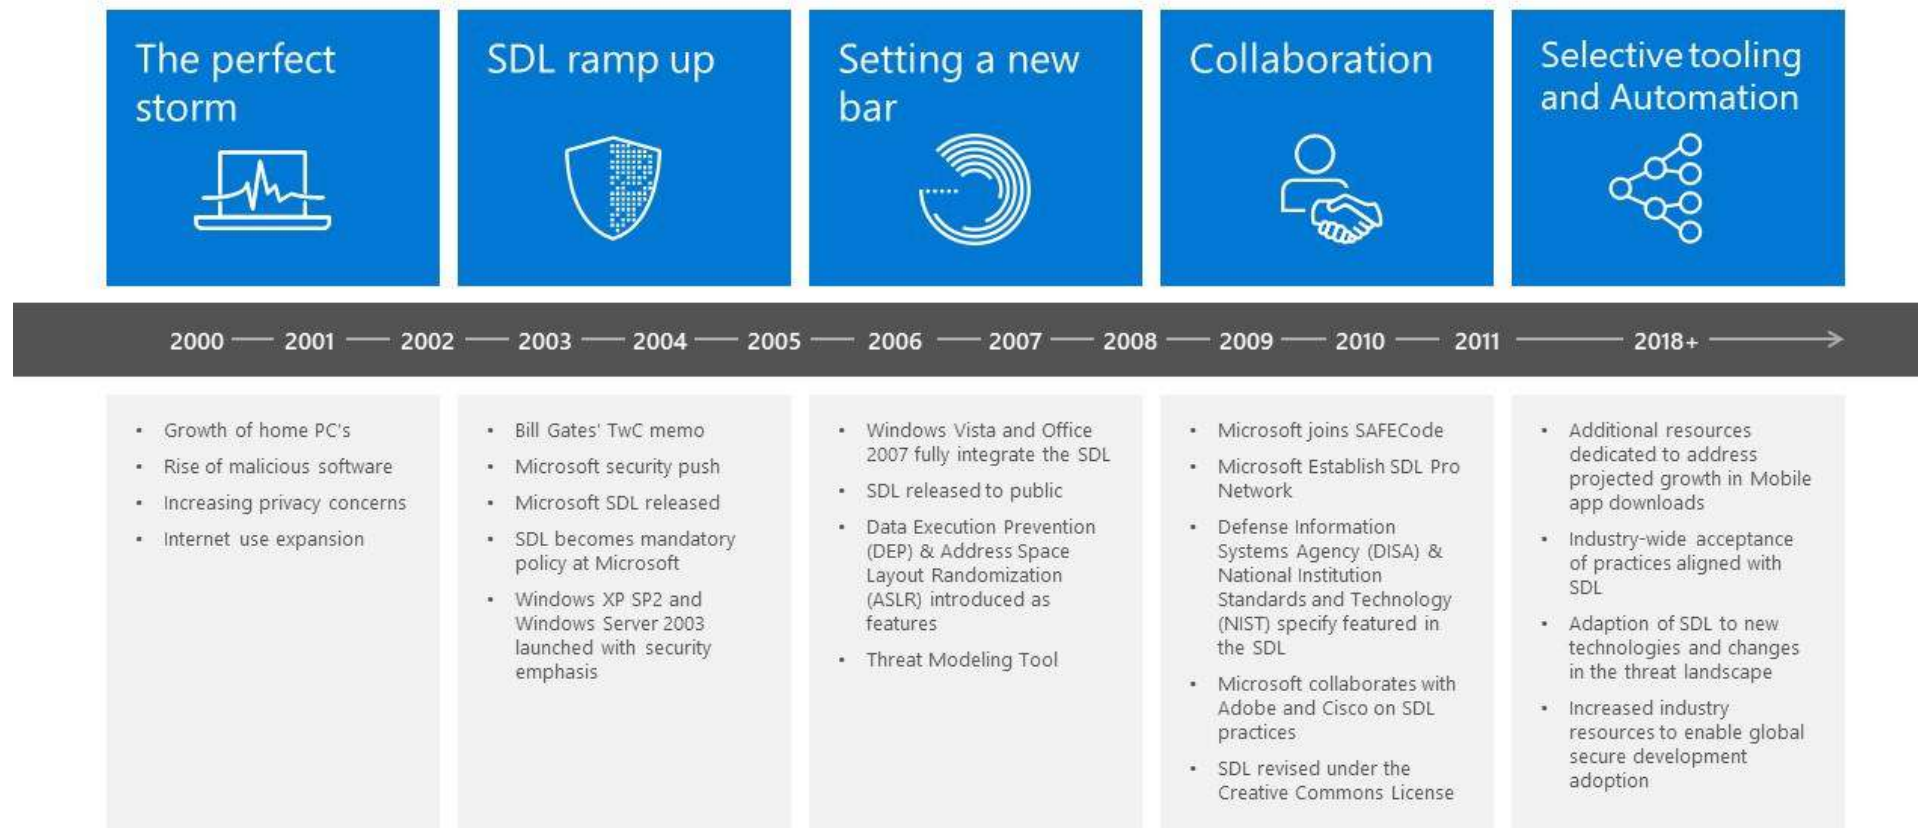 The perfect
storm
SDL ramp up
Setting a new
bar
Collaboration
Selective tooling
and Automation
2000 2001 2002 2003 2004 2005 2006 2007 2008 2009 2010 2011 2018+
• Growth of home PC's
• Rise of malicious software
• Increasing privacy concerns
• Internet use expansion
• Bill Gates' TwC memo
• Microsoft security push
• Microsoft SDL released
• SDL becomes mandatory
policy at Microsoft
• Windows XP SP2 and
Windows Server 2003
launched with security
emphasis
• Windows Vista and Office
2007 fully integrate the SDL
• SDL released to public
• Data Execution Prevention
(DEP) & Address Space
Layout Randomization
(ASLR) introduced as
features
• Threat Modeling Tool
• Microsoft joins SAFECode
• Microsoft Establish SDL Pro
Network
• Defense Information
Systems Agency (DISA) &
National Institution
Standards and Technology
(NIST) specify featured in
the SDL
• Microsoft collaborates with
Adobe and Cisco on SDL
practices
• SDL revised under the
Creative Commons License
• Additional resources
dedicated to address
projected growth in Mobile
app downloads
• Industry-wide acceptance
of practices aligned with
SDL
• Adaption of SDL to new
technologies and changes
in the threat landscape
• Increased industry
resources to enable global
secure development
adoption